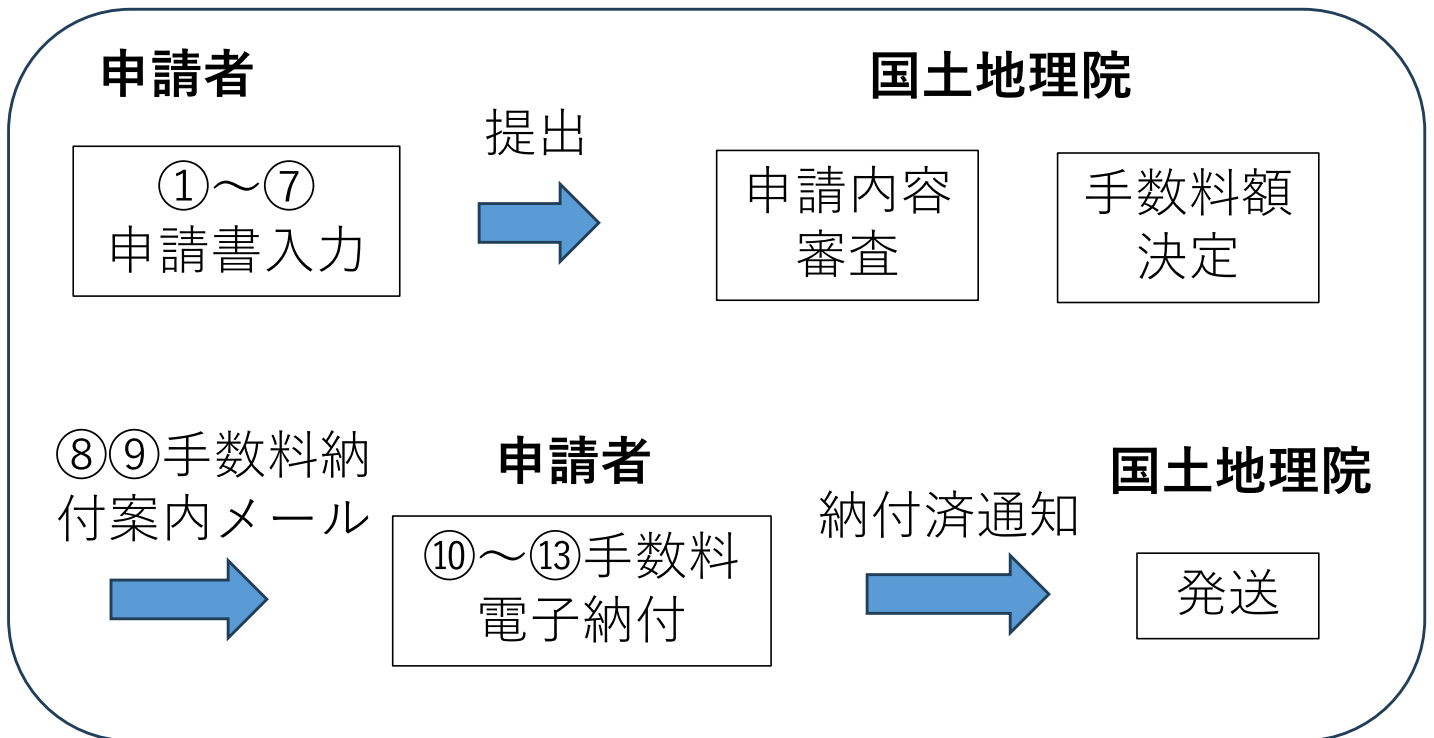 申請者
国土地理院
提出
①～⑦
申請書入力
申請内容
審査
手数料額
決定
⑧⑨手数料納
付案内メール
申請者
⑩～⑬手数料
電子納付
納付済通知
国土地理院
発送